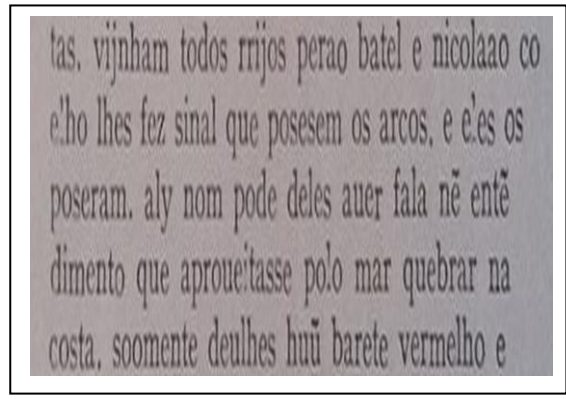 tas. vijnham todos rrijos perao batel e nicolaao co
elho lhes fez sinal que posesem os arcos. e eles os
poseram. aly nom pode deles auer fala nẽ entẽ
dimento que aproueitasse polo mar quebrar na
costa. soomente deulhes huũ barete vermelho e